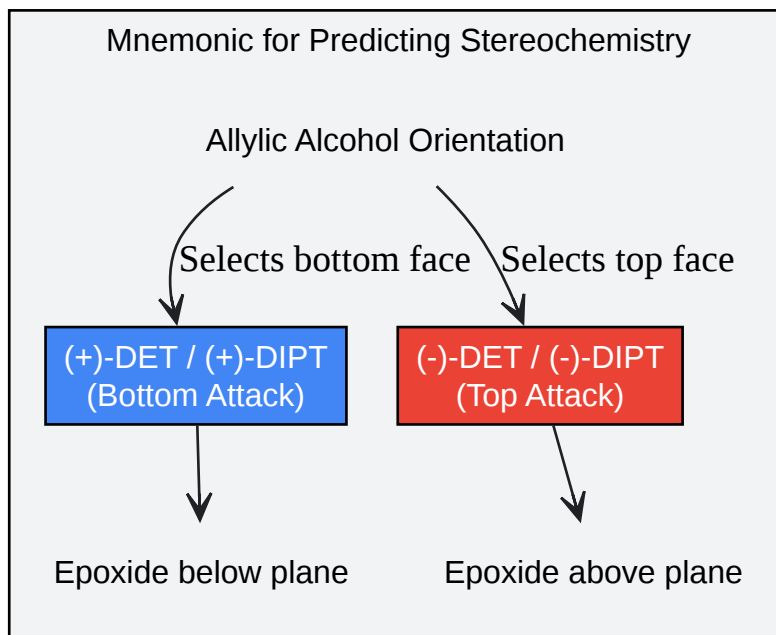 Mnemonic for Predicting Stereochemistry
Allylic Alcohol Orientation
Selects bottom face
Selects top face
(+)-DET / (+)-DIPT
(Bottom Attack)
(-)-DET / (-)-DIPT
(Top Attack)
Epoxide below plane
Epoxide above plane